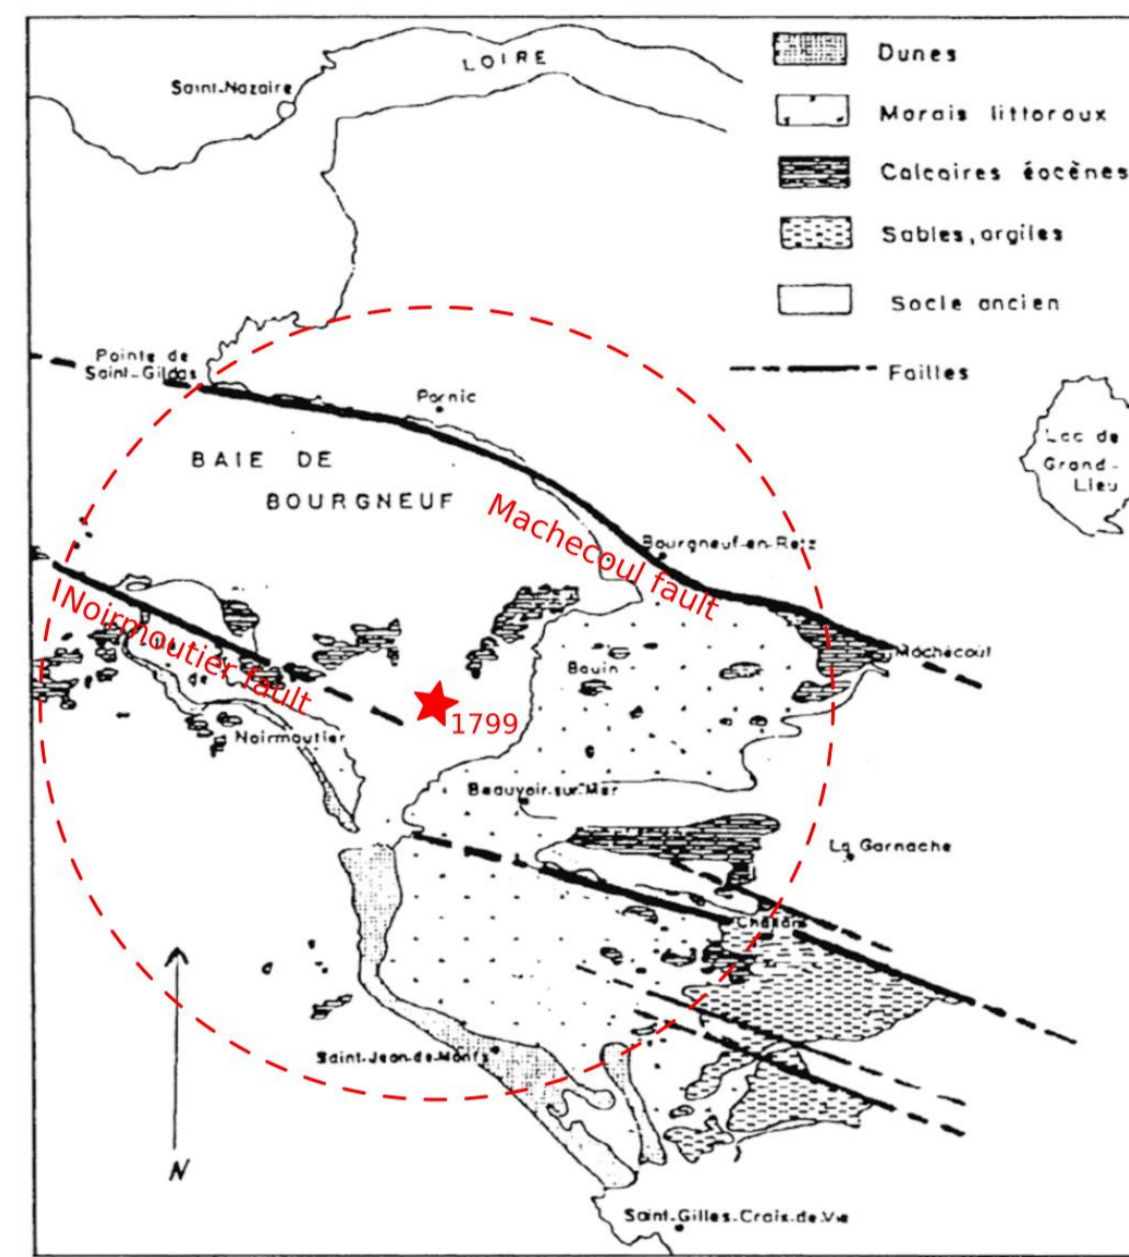 LOIRE
Saint-Nazaire
Dunes
Marais littoraux
Calcaires éocènes
Sables, argiles
Socle ancien
Failles
Pointe de
Saint-Gildas
Pornic
Lac de
Grand-
Lieu
BAIE DE
BOURGNEUF
Machecoul fault
Bourgneuf-en-Retz
Noirmoutier fault
Machecoul
Bouin
de
1799
Noirmoutier
Beauvoir-sur-Mer
La Garnache
Challans
Saint-Jean-de-Monts
N
Saint-Gilles-Croix-de-Vie